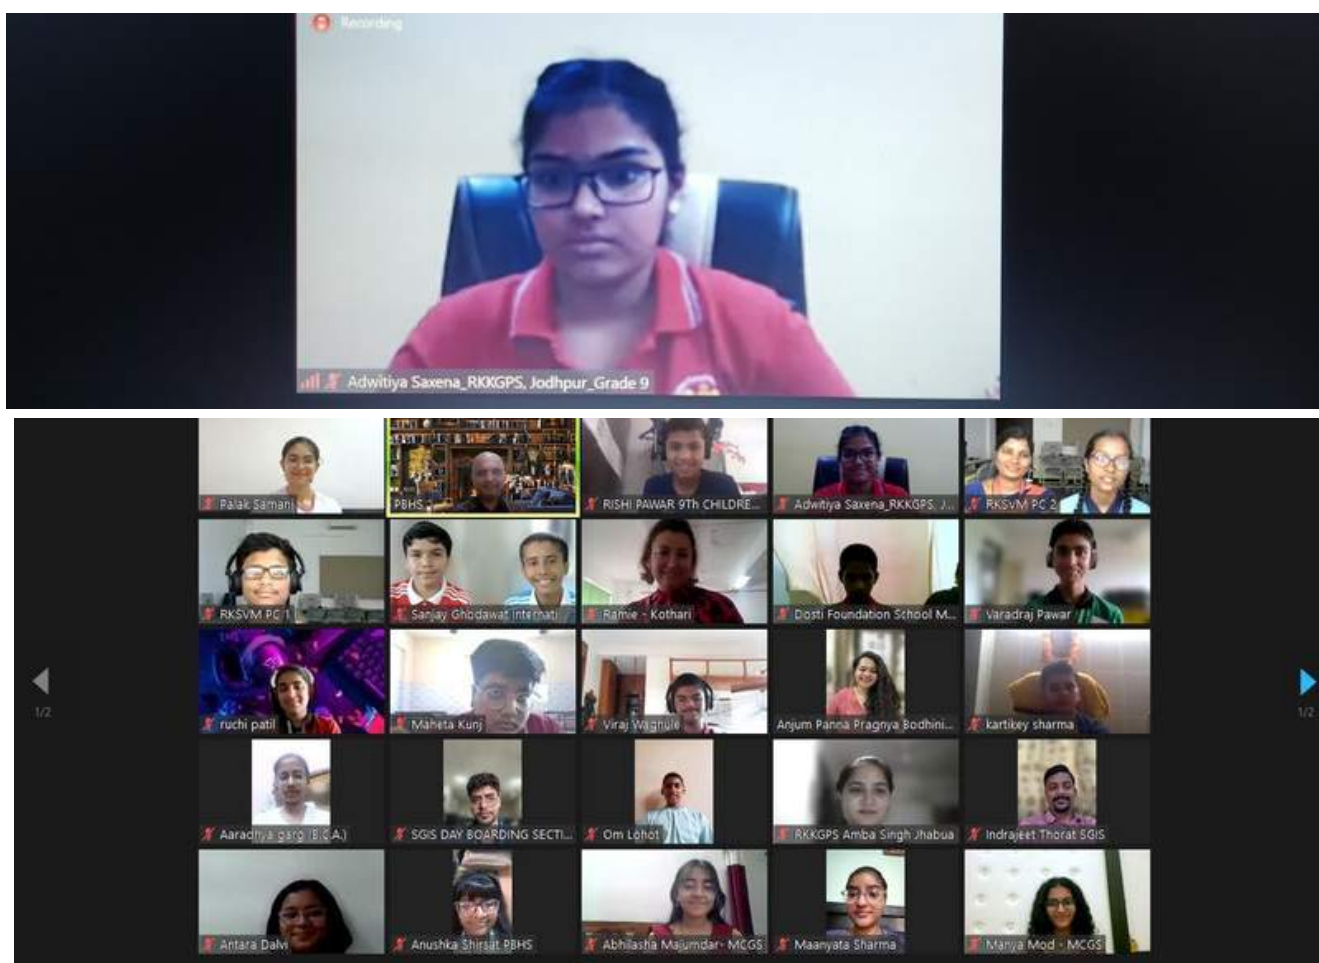 Recording
Adwitiya Saxena_RKKGPS, Jodhpur_Grade 9
Palak Samani
PBHS
RISHI PAWAR 9Th CHILDRE...
Adwitiya Saxena_RKKGPS, J...
RKSVM PC 2
RKSVM PC 1
Sanjay Ghodawat Internati
Ramie - Kothari
Dosti Foundation School M...
Varadraj Pawar
ruchi patil
Maheta Kunj
Viraj Waghule
Anjum Panna Pragnya Bodhini...
kartikey sharma
1/2
1/2
Aaradhya garg (B.C.A.)
SGIS DAY BOARDING SECTI...
Om Lohot
RKKGPS Amba Singh Jhabua
Indrajeet Thorat SGIS
Antara Dalvi
Anushka Shirsat PBHS
Abhilasha Majumdar- MCGS
Maanyata Sharma
Manya Mod - MCGS